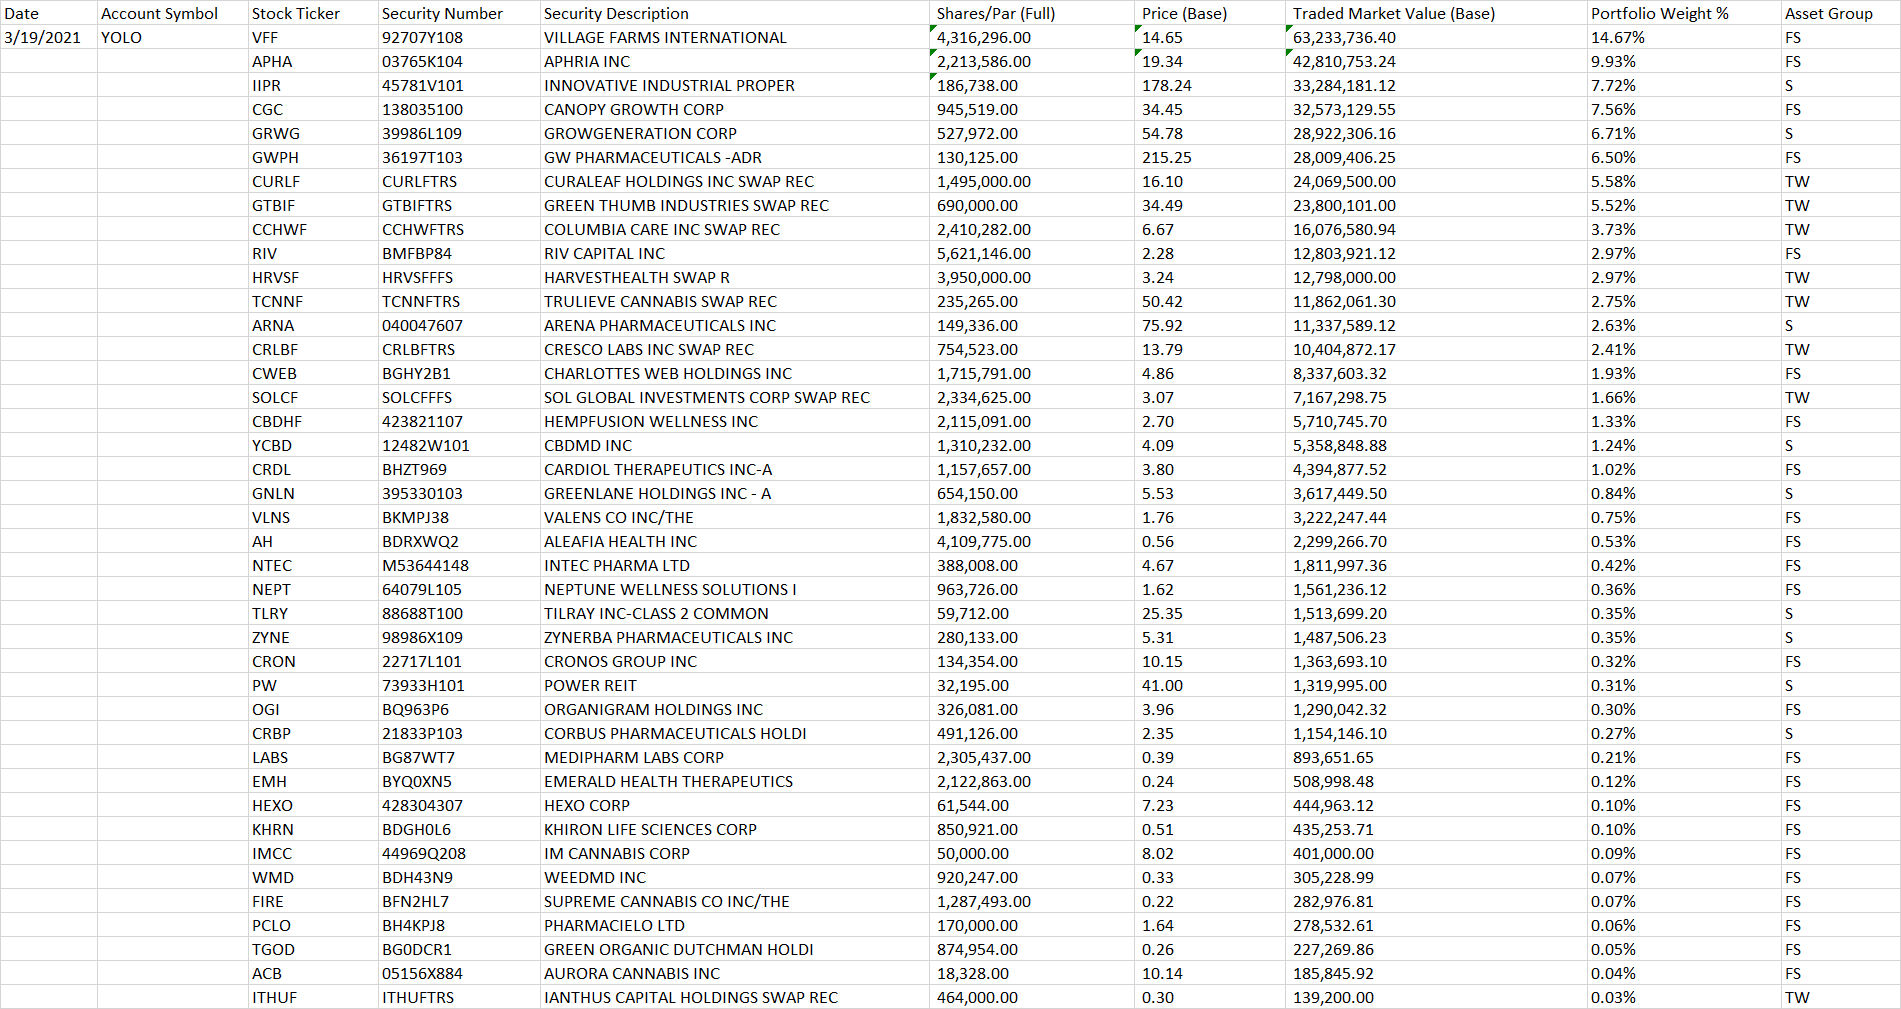 Date Account Symbol Stock Ticker Security Number Security Description Shares/Par (Full) Price (Base) Traded Market Value (Base) Portfolio Weight % Asset Group
3/19/2021 YOLO VFF 92707Y108 VILLAGE FARMS INTERNATIONAL 4,316,296.00 14.65 63,233,736.40 14.67% FS
APHA 03765K104 APHRIA INC 2,213,586.00 19.34 42,810,753.24 9.93% FS
IIPR 45781V101 INNOVATIVE INDUSTRIAL PROPER 186,738.00 178.24 33,284,181.12 7.72% S
CGC 138035100 CANOPY GROWTH CORP 945,519.00 34.45 32,573,129.55 7.56% FS
GRWG 39986L109 GROWGENERATION CORP 527,972.00 54.78 28,922,306.16 6.71% S
GWPH 36197T103 GW PHARMACEUTICALS -ADR 130,125.00 215.25 28,009,406.25 6.50% FS
CURLF CURLFTRS CURALEAF HOLDINGS INC SWAP REC 1,495,000.00 16.10 24,069,500.00 5.58% TW
GTBIF GTBIFTRS GREEN THUMB INDUSTRIES SWAP REC 690,000.00 34.49 23,800,101.00 5.52% TW
CCHWF CCHWFTRS COLUMBIA CARE INC SWAP REC 2,410,282.00 6.67 16,076,580.94 3.73% TW
RIV BMFBP84 RIV CAPITAL INC 5,621,146.00 2.28 12,803,921.12 2.97% FS
HRVSF HRVSFFFS HARVESTHEALTH SWAP R 3,950,000.00 3.24 12,798,000.00 2.97% TW
TCNNF TCNNFTRS TRULIEVE CANNABIS SWAP REC 235,265.00 50.42 11,862,061.30 2.75% TW
ARNA 040047607 ARENA PHARMACEUTICALS INC 149,336.00 75.92 11,337,589.12 2.63% S
CRLBF CRLBFTRS CRESCO LABS INC SWAP REC 754,523.00 13.79 10,404,872.17 2.41% TW
CWEB BGHY2B1 CHARLOTTES WEB HOLDINGS INC 1,715,791.00 4.86 8,337,603.32 1.93% FS
SOLCF SOLCFFFS SOL GLOBAL INVESTMENTS CORP SWAP REC 2,334,625.00 3.07 7,167,298.75 1.66% TW
CBDHF 423821107 HEMPFUSION WELLNESS INC 2,115,091.00 2.70 5,710,745.70 1.33% FS
YCBD 12482W101 CBDMD INC 1,310,232.00 4.09 5,358,848.88 1.24% S
CRDL BHZT969 CARDIOL THERAPEUTICS INC-A 1,157,657.00 3.80 4,394,877.52 1.02% FS
GNLN 395330103 GREENLANE HOLDINGS INC - A 654,150.00 5.53 3,617,449.50 0.84% S
VLNS BKMPJ38 VALENS CO INC/THE 1,832,580.00 1.76 3,222,247.44 0.75% FS
AH BDRXWQ2 ALEAFIA HEALTH INC 4,109,775.00 0.56 2,299,266.70 0.53% FS
NTEC M53644148 INTEC PHARMA LTD 388,008.00 4.67 1,811,997.36 0.42% FS
NEPT 64079L105 NEPTUNE WELLNESS SOLUTIONS I 963,726.00 1.62 1,561,236.12 0.36% FS
TLRY 88688T100 TILRAY INC-CLASS 2 COMMON 59,712.00 25.35 1,513,699.20 0.35% S
ZYNE 98986X109 ZYNERBA PHARMACEUTICALS INC 280,133.00 5.31 1,487,506.23 0.35% S
CRON 22717L101 CRONOS GROUP INC 134,354.00 10.15 1,363,693.10 0.32% FS
PW 73933H101 POWER REIT 32,195.00 41.00 1,319,995.00 0.31% S
OGI BQ963P6 ORGANIGRAM HOLDINGS INC 326,081.00 3.96 1,290,042.32 0.30% FS
CRBP 21833P103 CORBUS PHARMACEUTICALS HOLDI 491,126.00 2.35 1,154,146.10 0.27% S
LABS BG87WT7 MEDIPHARM LABS CORP 2,305,437.00 0.39 893,651.65 0.21% FS
EMH BYQ0XN5 EMERALD HEALTH THERAPEUTICS 2,122,863.00 0.24 508,998.48 0.12% FS
HEXO 428304307 HEXO CORP 61,544.00 7.23 444,963.12 0.10% FS
KHRN BDGH0L6 KHIRON LIFE SCIENCES CORP 850,921.00 0.51 435,253.71 0.10% FS
IMCC 44969Q208 IM CANNABIS CORP 50,000.00 8.02 401,000.00 0.09% FS
WMD BDH43N9 WEEDMD INC 920,247.00 0.33 305,228.99 0.07% FS
FIRE BFN2HL7 SUPREME CANNABIS CO INC/THE 1,287,493.00 0.22 282,976.81 0.07% FS
PCLO BH4KPJ8 PHARMACIELO LTD 170,000.00 1.64 278,532.61 0.06% FS
TGOD BG0DCR1 GREEN ORGANIC DUTCHMAN HOLDI 874,954.00 0.26 227,269.86 0.05% FS
ACB 05156X884 AURORA CANNABIS INC 18,328.00 10.14 185,845.92 0.04% FS
ITHUF ITHUFTRS IANTHUS CAPITAL HOLDINGS SWAP REC 464,000.00 0.30 139,200.00 0.03% TW